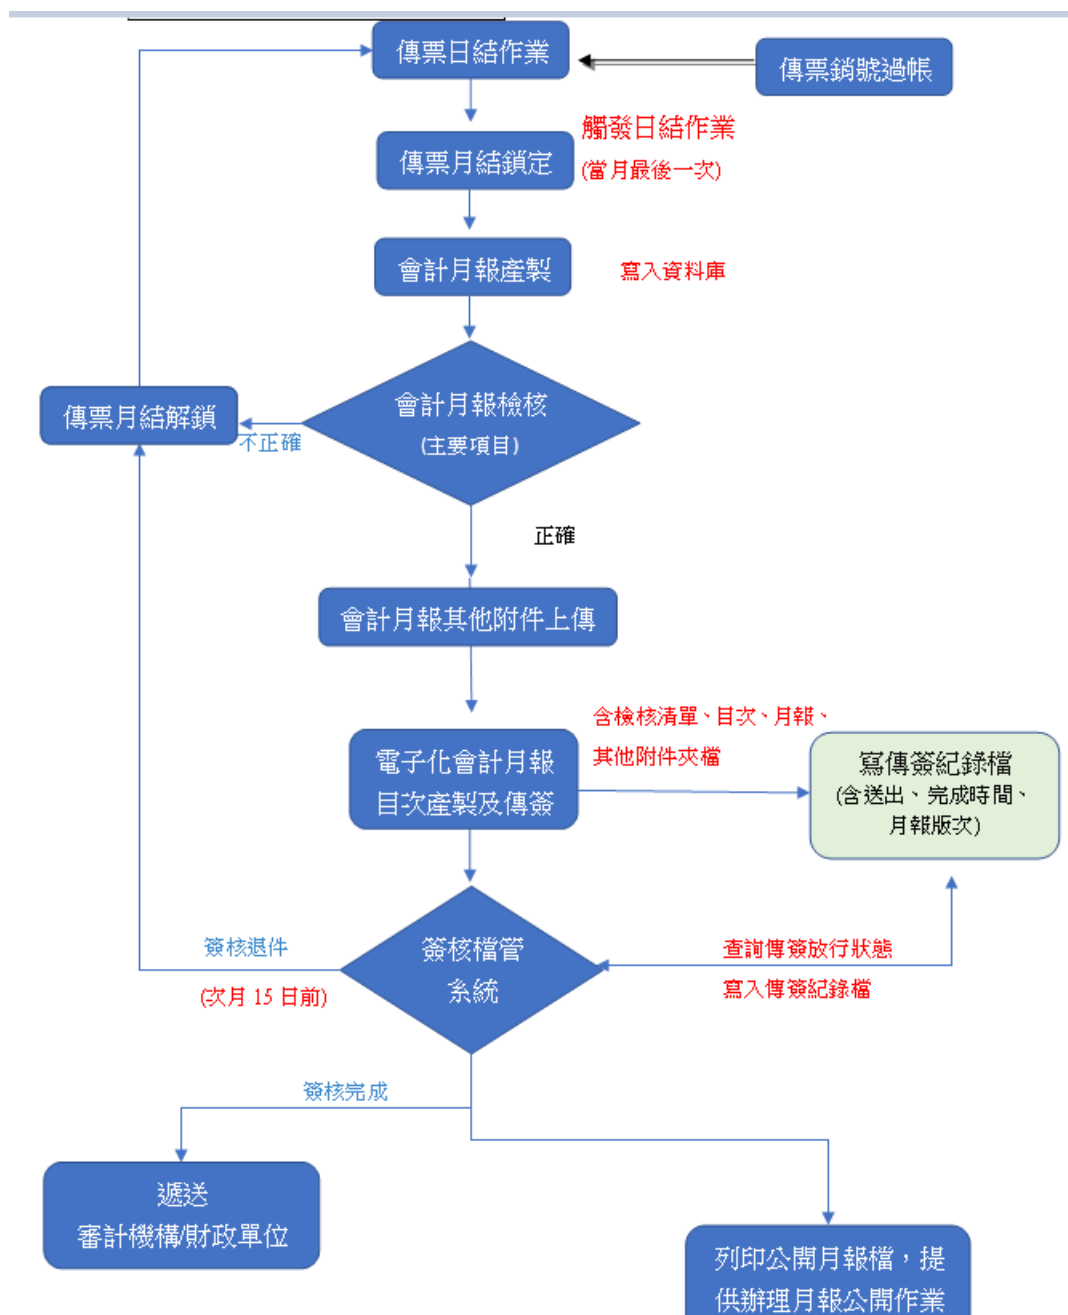 傳票日結作業
傳票銷號過帳
觸發日結作業
(當月最後一次)
傳票月結鎖定
會計月報產製
寫入資料庫
會計月報檢核
(主要項目)
傳票月結解鎖
不正確
正確
會計月報其他附件上傳
含檢核清單、目次、月報、
其他附件夾檔
電子化會計月報
目次產製及傳簽
寫傳簽紀錄檔
(含送出、完成時間、
月報版次)
簽核檔管
系統
簽核退件
(次月 15 日前)
查詢傳簽放行狀態
寫入傳簽紀錄檔
簽核完成
遞送
審計機構/財政單位
列印公開月報檔，提
供辦理月報公開作業